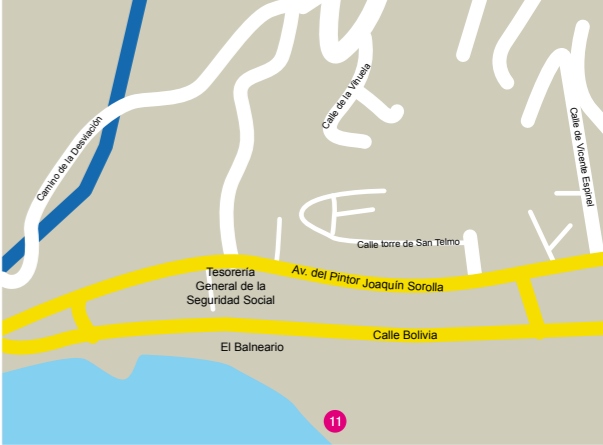 Calle de la Viñuela
Camino de la Desviación
Calle de Vicente Espinel
Calle torre de San Telmo
Tesorería
General de la
Seguridad Social
Av. del Pintor Joaquín Sorolla
Calle Bolivia
El Balneario
11